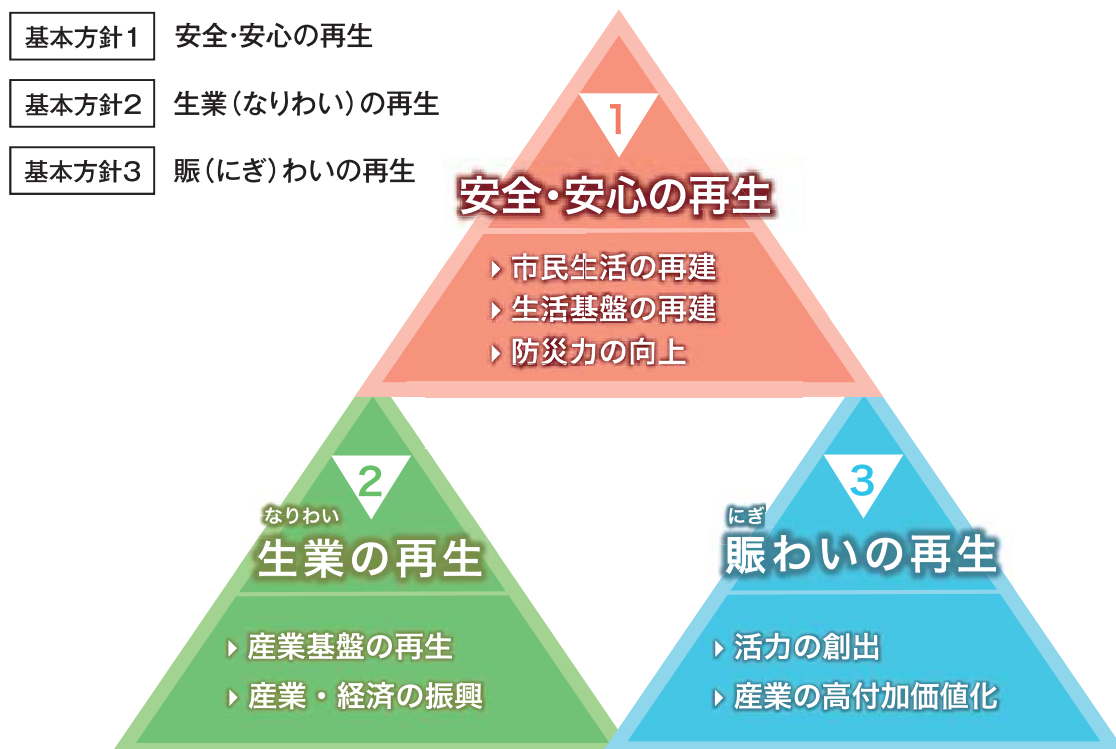 基本方針1 安全・安心の再生
基本方針2 生業（なりわい）の再生
基本方針3 賑（にぎ）わいの再生
1
安全・安心の再生
市民生活の再建
生活基盤の再建
防災力の向上
2
なりわい
生業の再生
産業基盤の再生
産業・経済の振興
3
にぎ
賑わいの再生
活力の創出
産業の高付加価値化